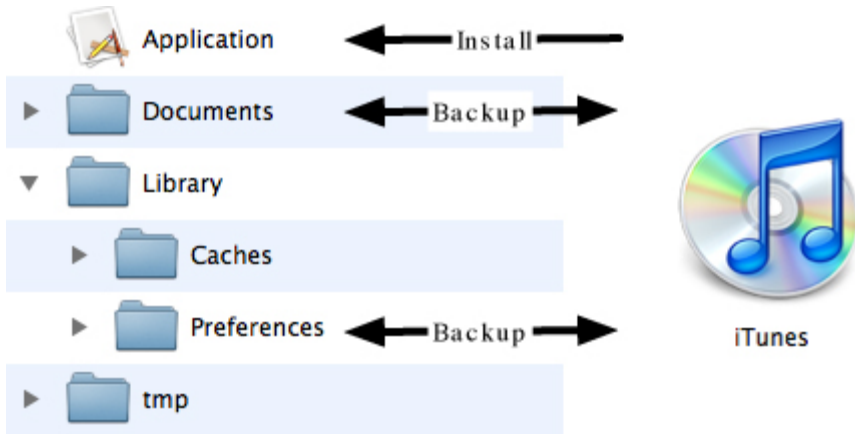 Application Install
Documents Backup
Library
Caches
Preferences Backup
iTunes
tmp